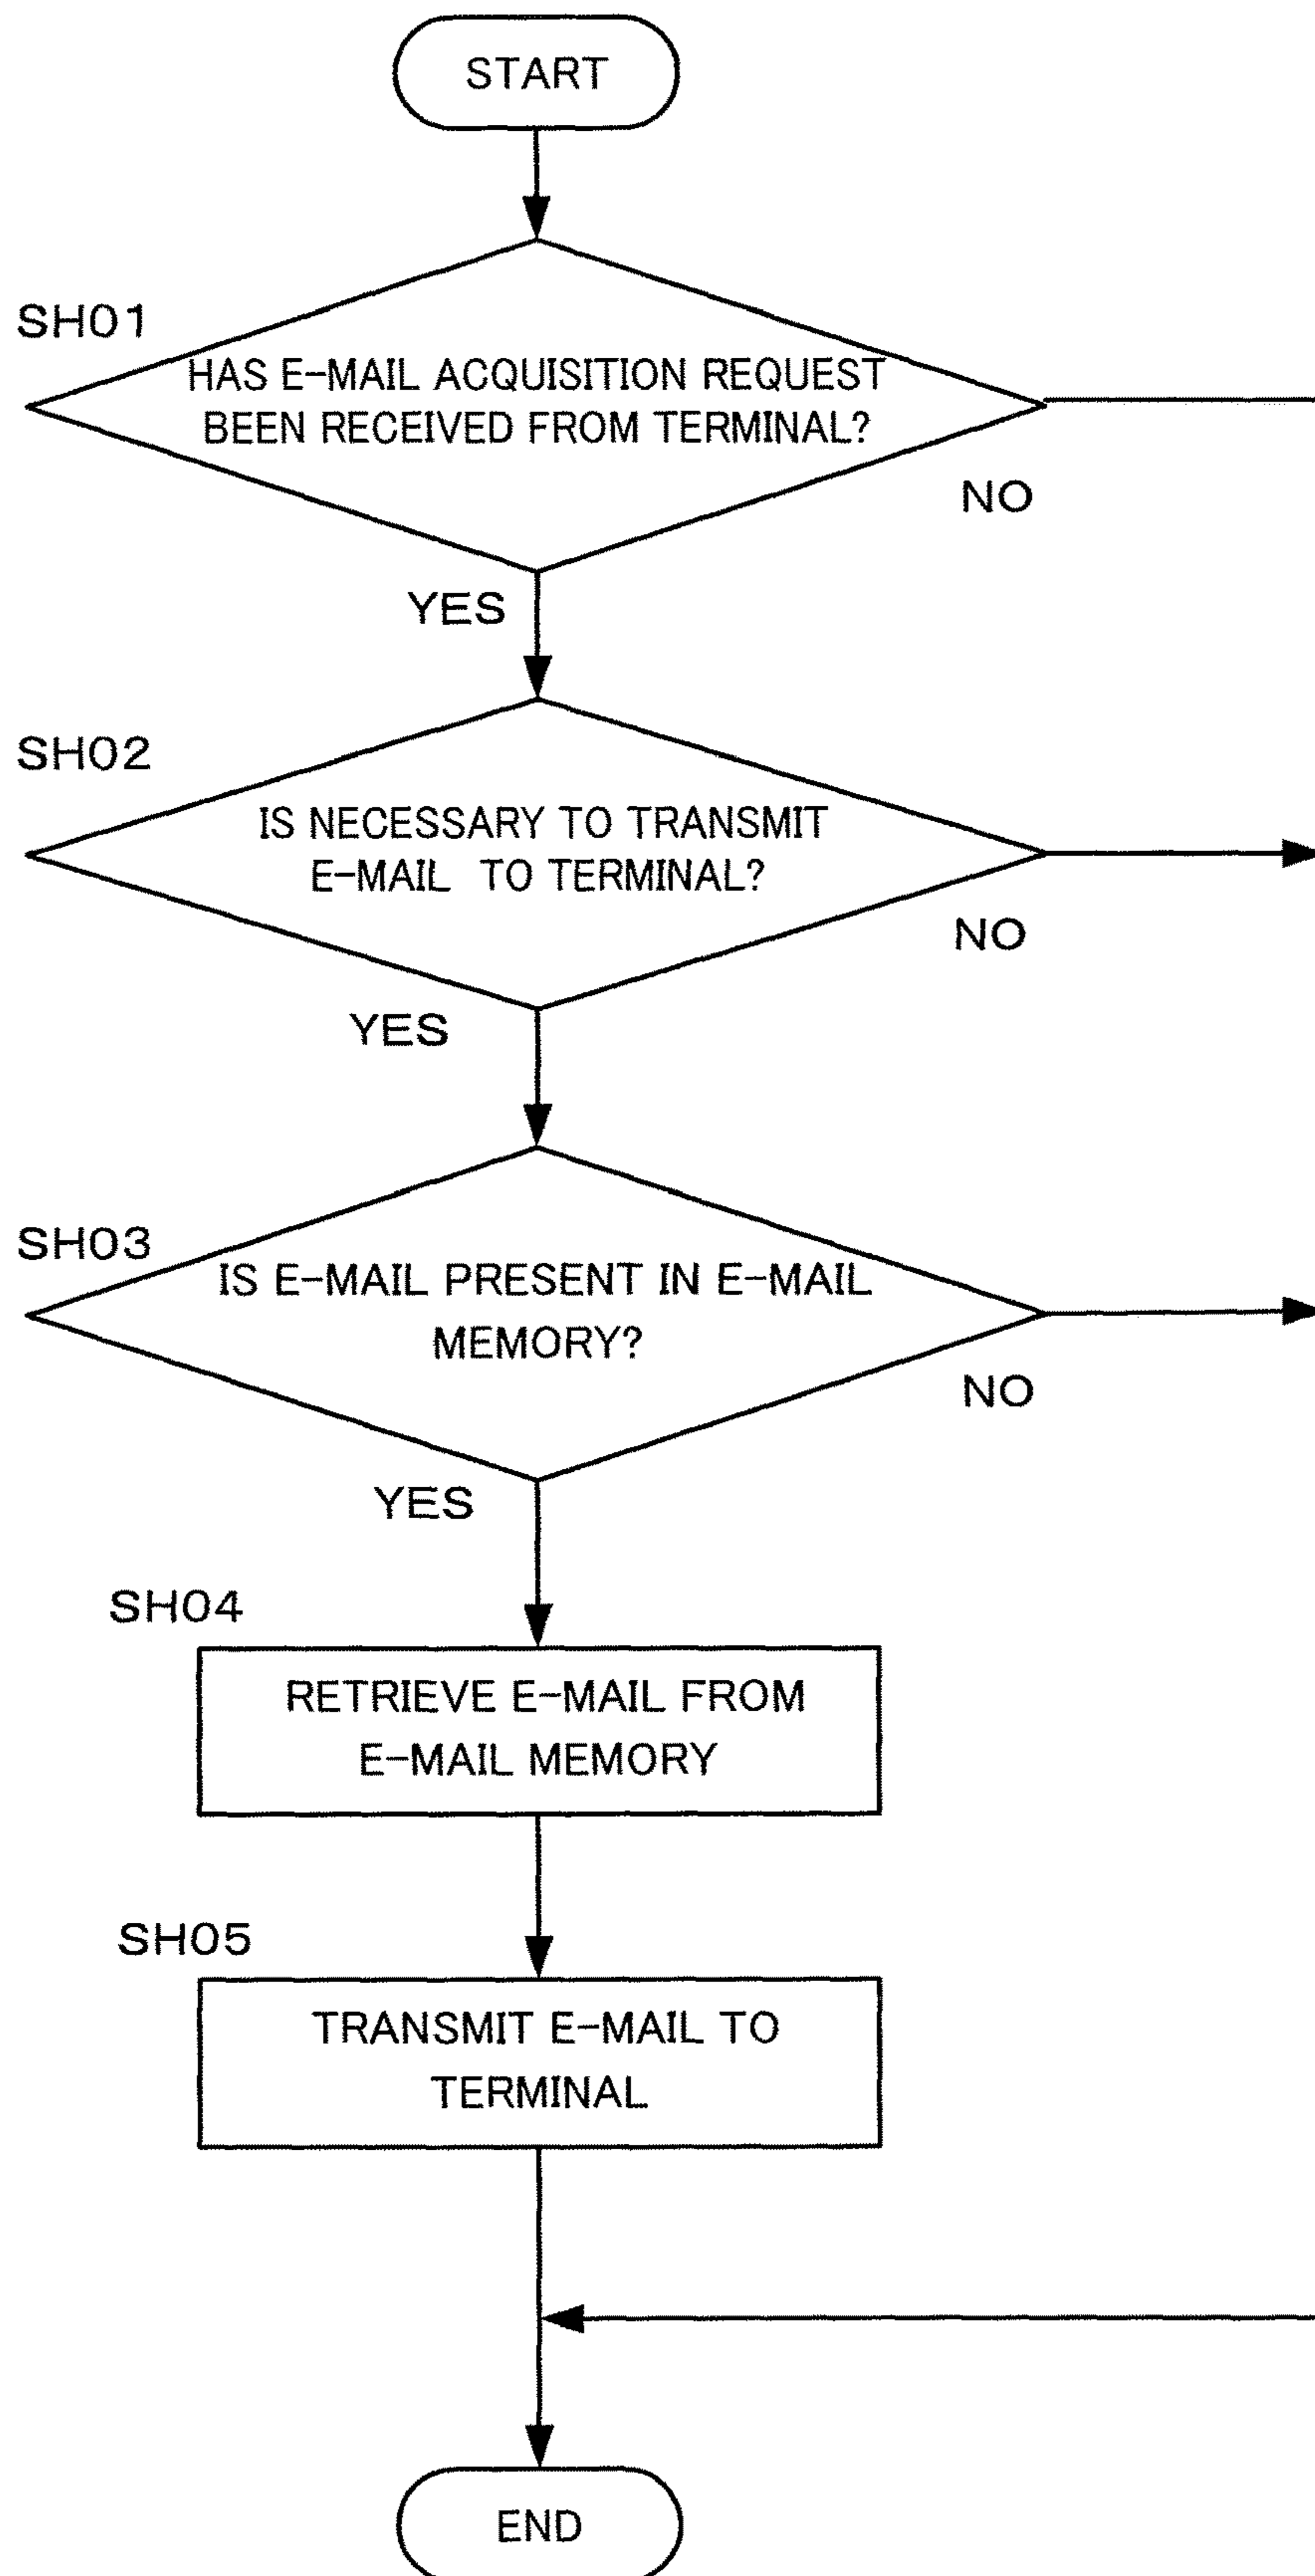 START
SH01
HAS E-MAIL ACQUISITION REQUEST
BEEN RECEIVED FROM TERMINAL?
NO
YES
SH02
IS NECESSARY TO TRANSMIT
E-MAIL TO TERMINAL?
NO
YES
SH03
IS E-MAIL PRESENT IN E-MAIL
MEMORY?
NO
YES
SH04
RETRIEVE E-MAIL FROM
E-MAIL MEMORY
SH05
TRANSMIT E-MAIL TO
TERMINAL
END